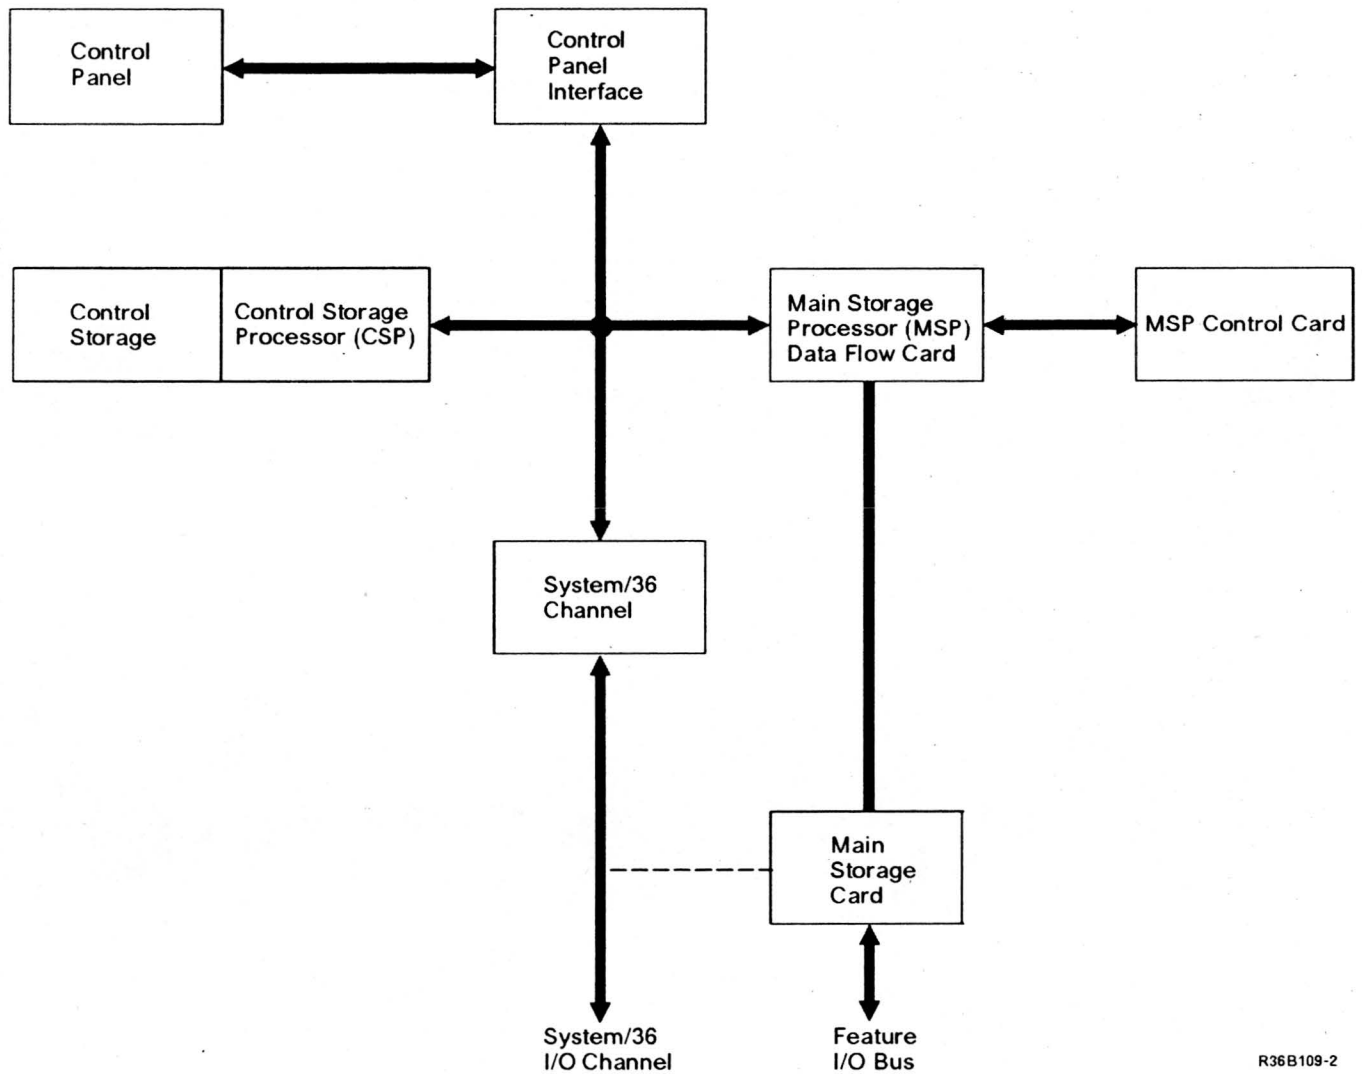 Control
Panel
Control
Panel
Interface
Control
Storage
Control Storage
Processor (CSP)
Main Storage
Processor (MSP)
Data Flow Card
MSP Control Card
System/36
Channel
Main
Storage
Card
System/36
I/O Channel
Feature
I/O Bus
R36B109-2